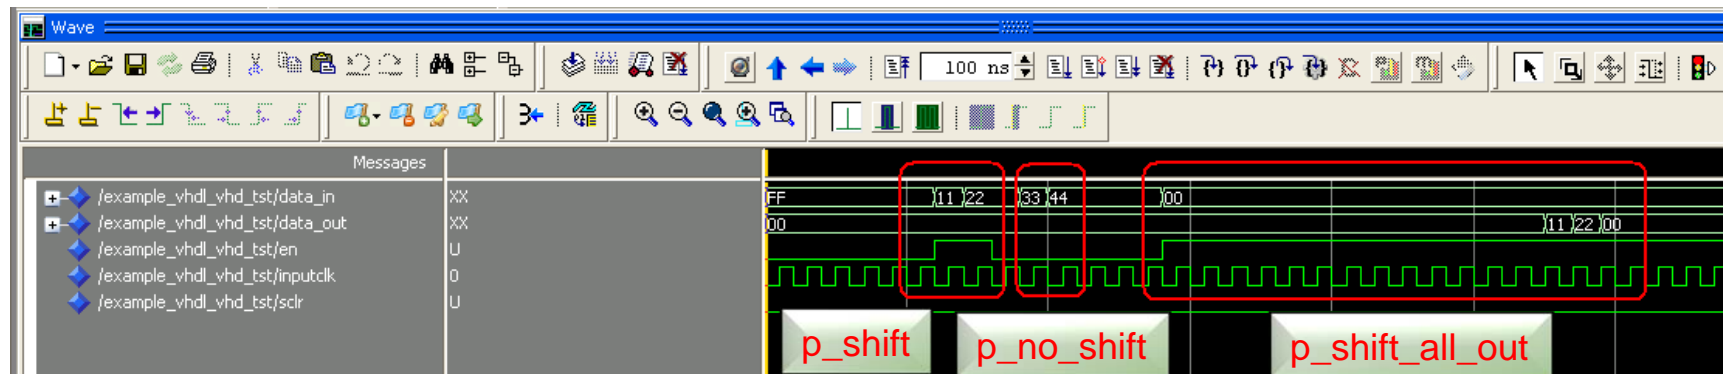 Wave
100 ns
Messages
/example_vhdl_vhd_tst/data_in XX FF 11 22 33 44 00
/example_vhdl_vhd_tst/data_out XX 00 11 22 00
/example_vhdl_vhd_tst/en U
/example_vhdl_vhd_tst/inputclk 0
/example_vhdl_vhd_tst/sclr U
p_shift p_no_shift p_shift_all_out